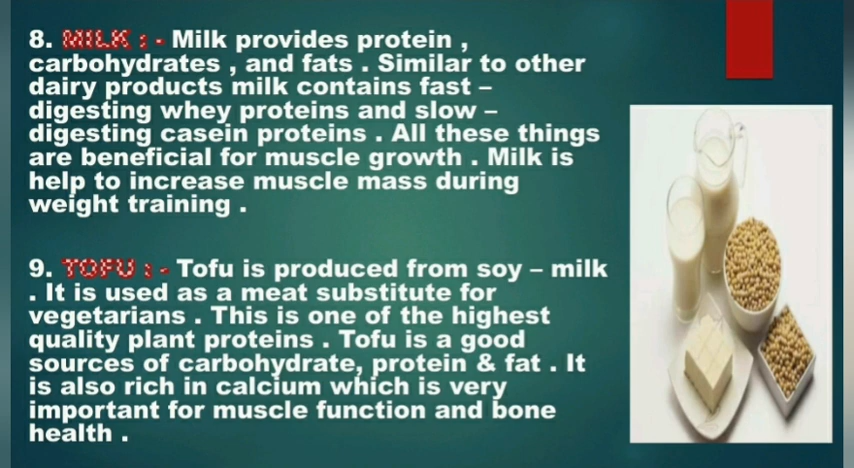 8. MILK : - Milk provides protein ,
carbohydrates , and fats . Similar to other
dairy products milk contains fast –
digesting whey proteins and slow –
digesting casein proteins . All these things
are beneficial for muscle growth . Milk is
help to increase muscle mass during
weight training .
9. TOFU : - Tofu is produced from soy – milk
. It is used as a meat substitute for
vegetarians . This is one of the highest
quality plant proteins . Tofu is a good
sources of carbohydrate, protein & fat . It
is also rich in calcium which is very
important for muscle function and bone
health .